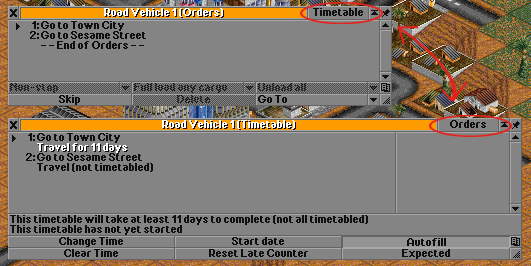 Road Vehicle 1 (Orders)
Timetable
1: Go to Town City
2: Go to Sesame Street
- - End of Orders - -
Non-stop
Full load any cargo
Unload all
Skip
Delete
Go To
Road Vehicle 1 (Timetable)
Orders
1: Go to Town City
Travel for 11 days
2: Go to Sesame Street
Travel (not timetabled)
This timetable will take at least 11 days to complete (not all timetabled)
This timetable has not yet started
Change Time
Start date
Autofill
Clear Time
Reset Late Counter
Expected